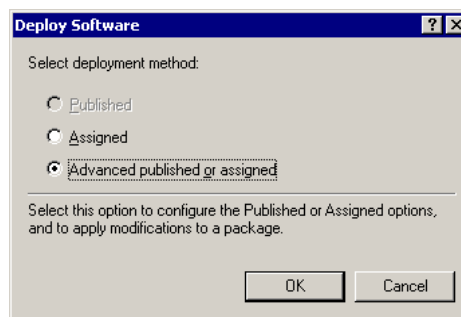 Deploy Software
Select deployment method:
Published
Assigned
Advanced published or assigned
Select this option to configure the Published or Assigned options,
and to apply modifications to a package.
OK Cancel